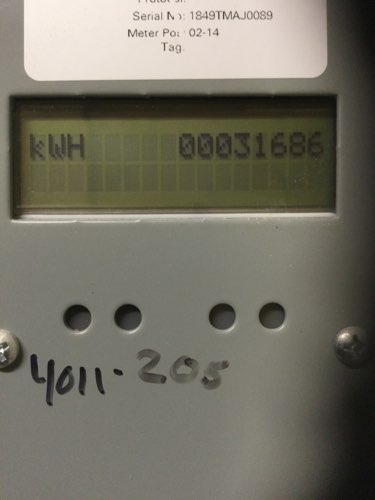 Serial No: 1849TMAJ0089
Meter Pos: 02-14
Tag:
kWH 00031686
4011-205